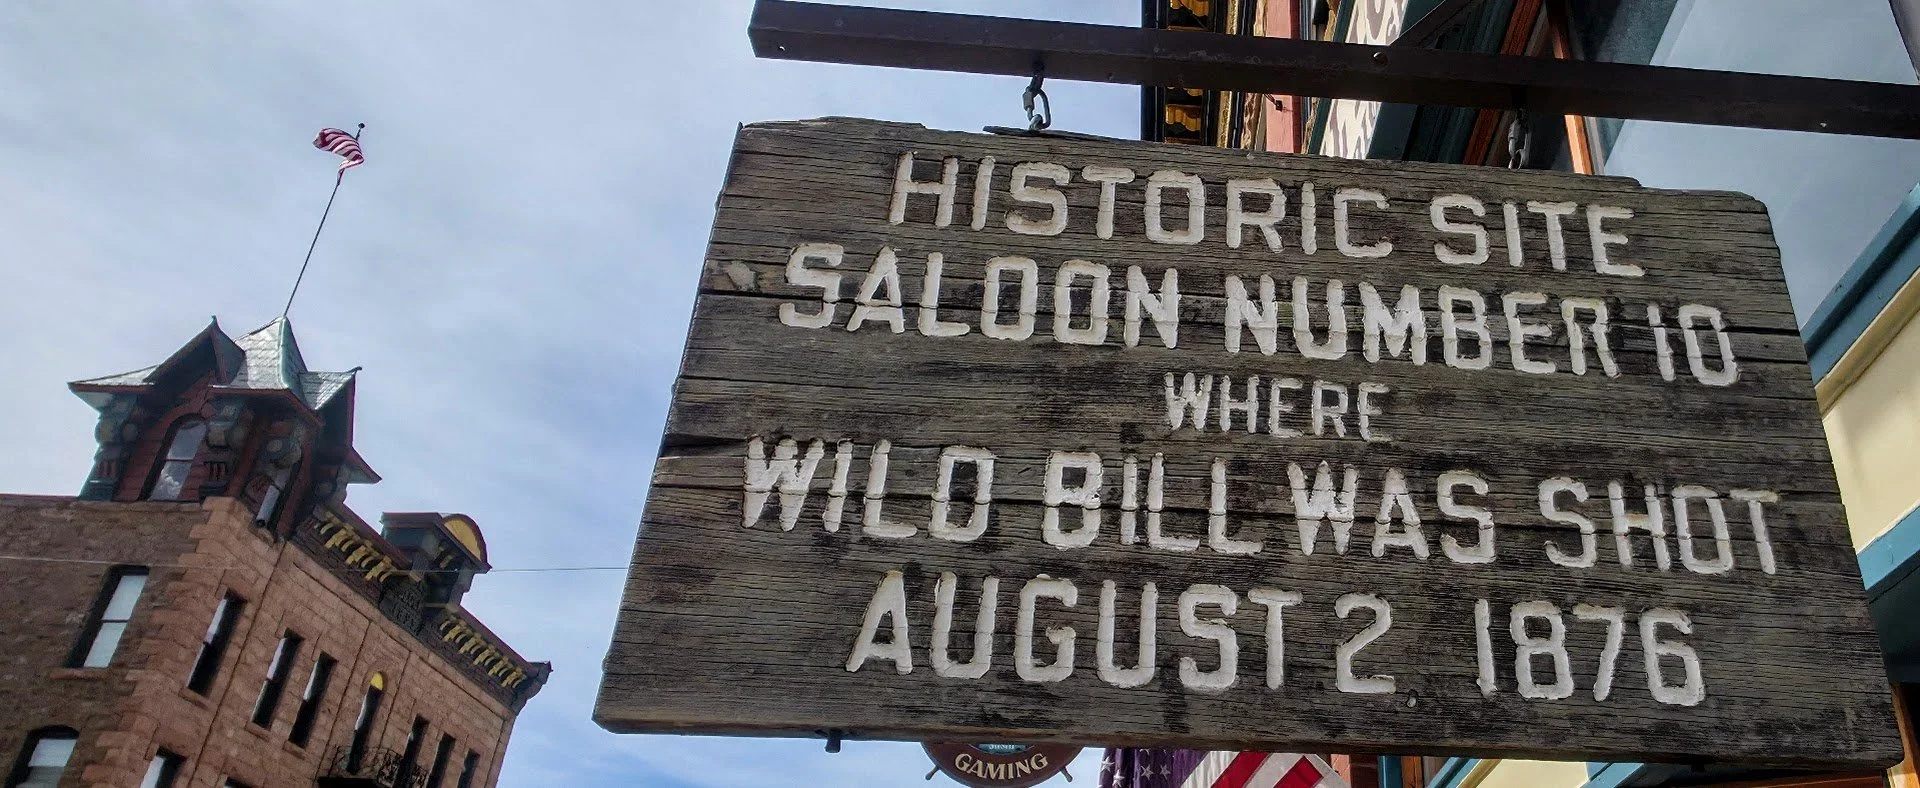 HISTORIC SITE
SALOON NUMBER 10
WHERE
WILD BILL WAS SHOT
AUGUST 2 1876
GAMING